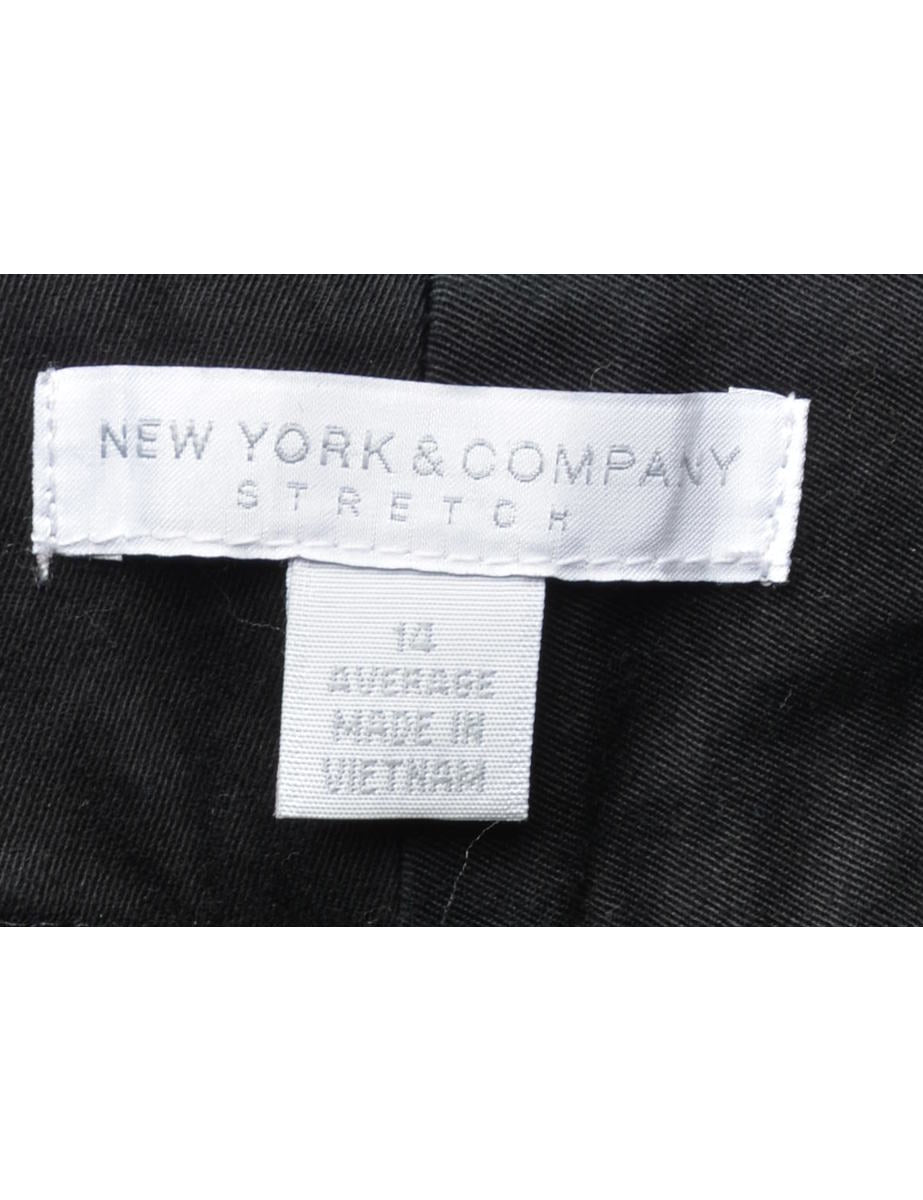 NEW YORK & COMPANY
STRETCH
14
AVERAGE
MADE IN
VIETNAM